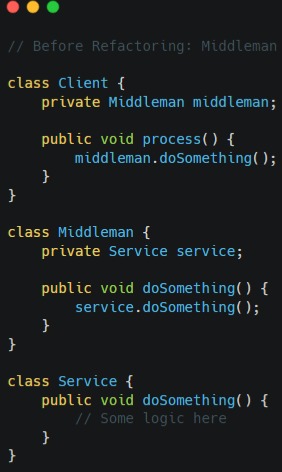 // Before Refactoring: Middleman
class Client {
    private Middleman middleman;
    public void process() {
        middleman.doSomething();
    }
}
class Middleman {
    private Service service;
    public void doSomething() {
        service.doSomething();
    }
}
class Service {
    public void doSomething() {
        // Some logic here
    }
}